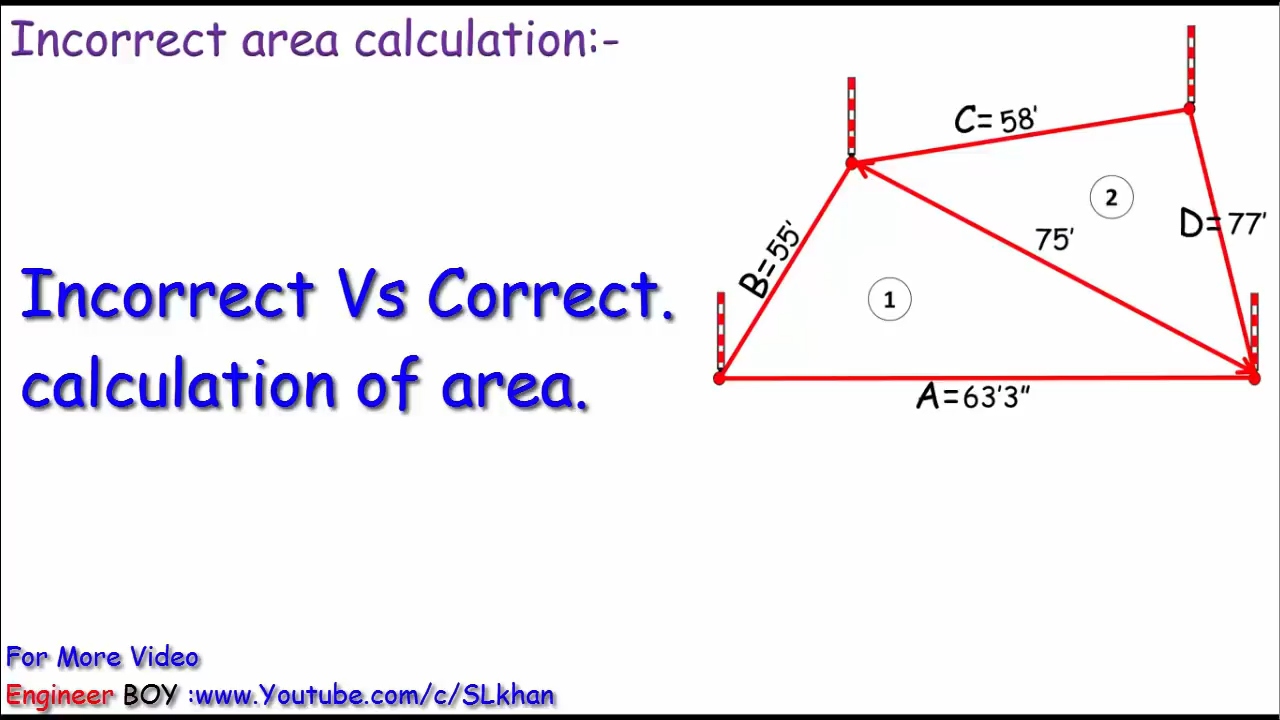 Incorrect area calculation:-
C= 58'
2
D= 77'
75'
B=55'
1
A=63'3"
Incorrect Vs Correct.
calculation of area.
For More Video
Engineer BOY :www.Youtube.com/c/SLkhan